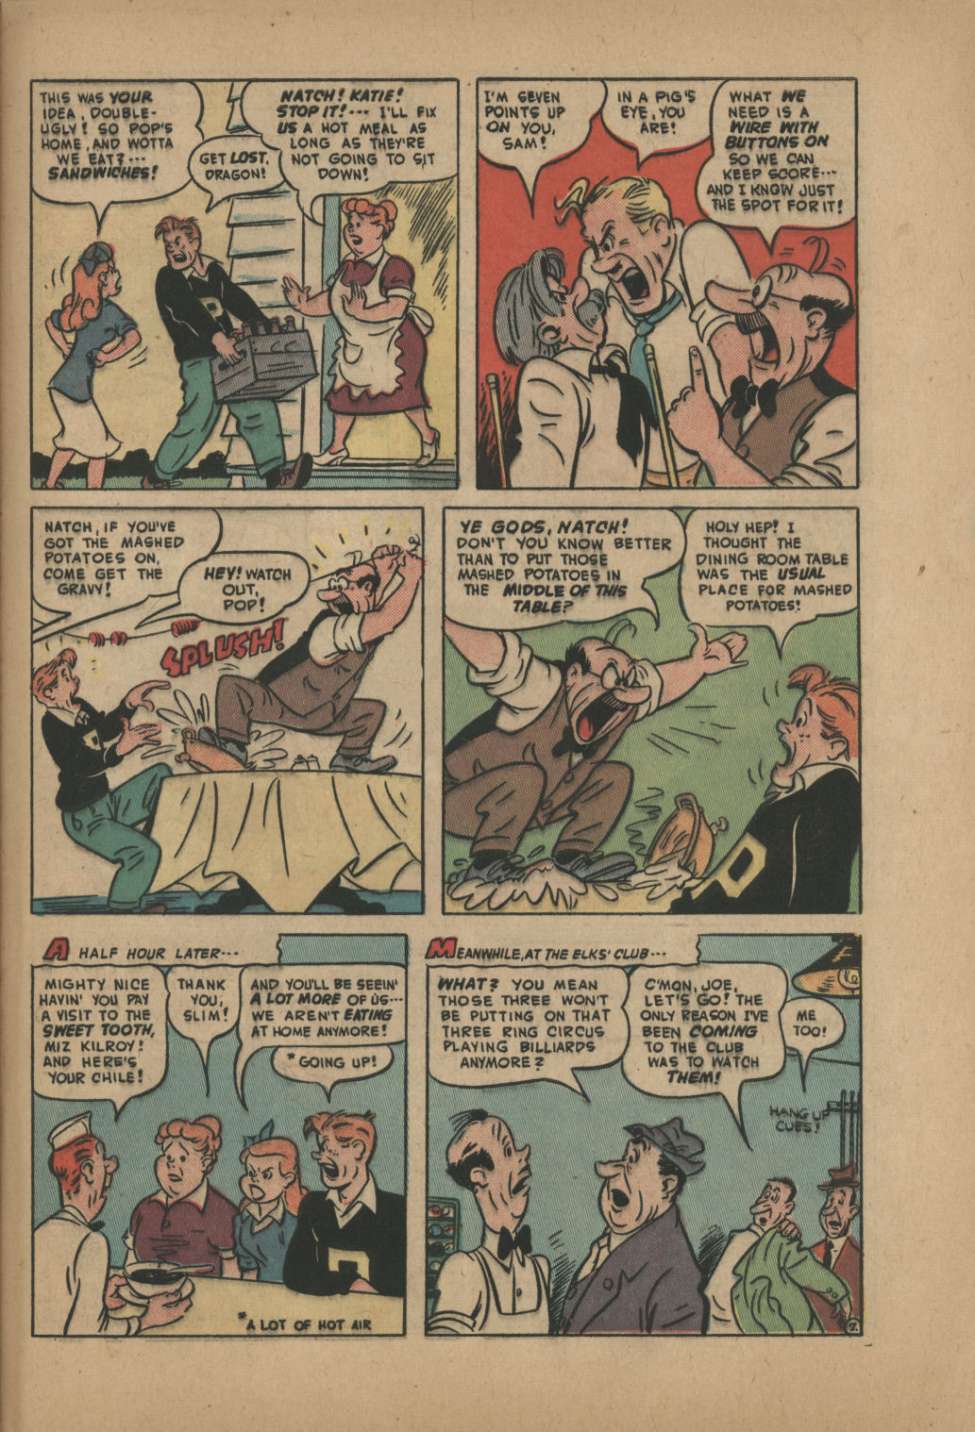 THIS WAS YOUR
IDEA, DOUBLE-
UGLY! SO POP'S
HOME, AND WOTTA
WE EAT?---
SANDWICHES!
GET LOST,
DRAGON!
NATCH! KATIE!
STOP IT!--- I'LL FIX
US A HOT MEAL AS
LONG AS THEY'RE
NOT GOING TO SIT
DOWN!
I'M SEVEN
POINTS UP
ON YOU,
SAM!
IN A PIG'S
EYE, YOU
ARE!
WHAT WE
NEED IS A
WIRE WITH
BUTTONS ON
SO WE CAN
KEEP SCORE---
AND I KNOW JUST
THE SPOT FOR IT!
NATCH, IF YOU'VE
GOT THE MASHED
POTATOES ON,
COME GET THE
GRAVY!
HEY! WATCH
OUT,
POP!
SPLUSH!
P
YE GODS, NATCH!
DON'T YOU KNOW BETTER
THAN TO PUT THOSE
MASHED POTATOES IN
THE MIDDLE OF THIS
TABLE?
HOLY HEP! I
THOUGHT THE
DINING ROOM TABLE
WAS THE USUAL
PLACE FOR MASHED
POTATOES!
P
A HALF HOUR LATER---
MIGHTY NICE
HAVIN' YOU PAY
A VISIT TO THE
SWEET TOOTH,
MIZ KILROY!
AND HERE'S
YOUR CHILE!
THANK
YOU,
SLIM!
AND YOU'LL BE SEEIN'
A LOT MORE OF US---
WE AREN'T EATING
AT HOME ANYMORE!
*GOING UP!
*A LOT OF HOT AIR
MEANWHILE, AT THE ELKS' CLUB---
WHAT? YOU MEAN
THOSE THREE WON'T
BE PUTTING ON THAT
THREE RING CIRCUS
PLAYING BILLIARDS
ANYMORE?
C'MON, JOE,
LET'S GO! THE
ONLY REASON I'VE
BEEN COMING
TO THE CLUB
WAS TO WATCH
THEM!
ME
TOO!
HANG UP
CUES!
7.